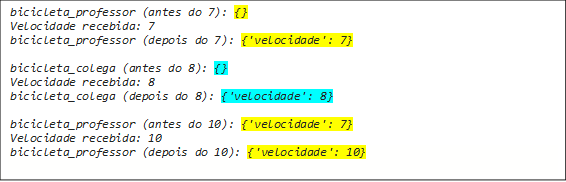 bicicleta_professor (antes do 7): {}
Velocidade recebida: 7
bicicleta_professor (depois do 7): {'velocidade': 7}
bicicleta_colega (antes do 8): {}
Velocidade recebida: 8
bicicleta_colega (depois do 8): {'velocidade': 8}
bicicleta_professor (antes do 10): {'velocidade': 7}
Velocidade recebida: 10
bicicleta_professor (depois do 10): {'velocidade': 10}